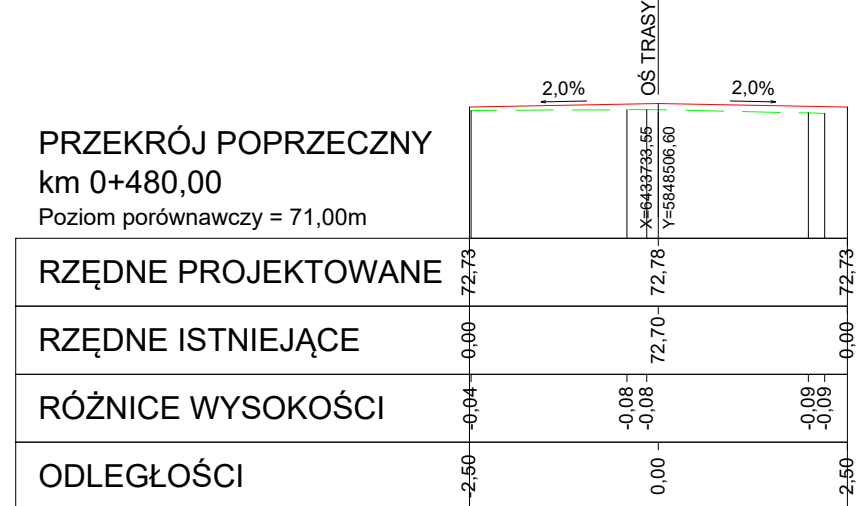 OŚ TRASY
2,0% 2,0%
PRZEKRÓJ POPRZECZNY
km 0+480,00
Poziom porównawczy = 71,00m
X=6433733,55
Y=5848506,60
RZĘDNE PROJEKTOWANE 72,73 72,78 72,73
RZĘDNE ISTNIEJĄCE 0,00 72,70 0,00
RÓŻNICE WYSOKOŚCI -0,04 -0,08 -0,08 -0,09 -0,09
ODLEGŁOŚCI -2,50 0,00 2,50